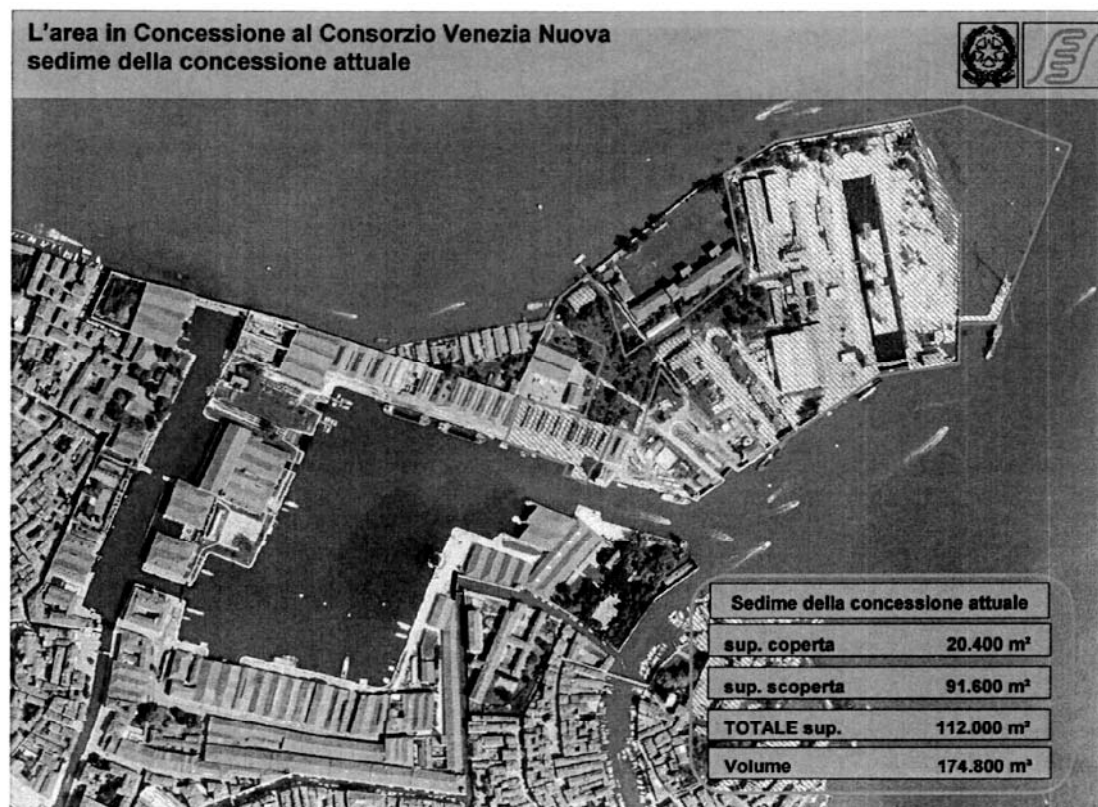 L'area in Concessione al Consorzio Venezia Nuova
sedime della concessione attuale
Sedime della concessione attuale
sup. coperta 20.400 m²
sup. scoperta 91.600 m²
TOTALE sup. 112.000 m²
Volume 174.800 m³